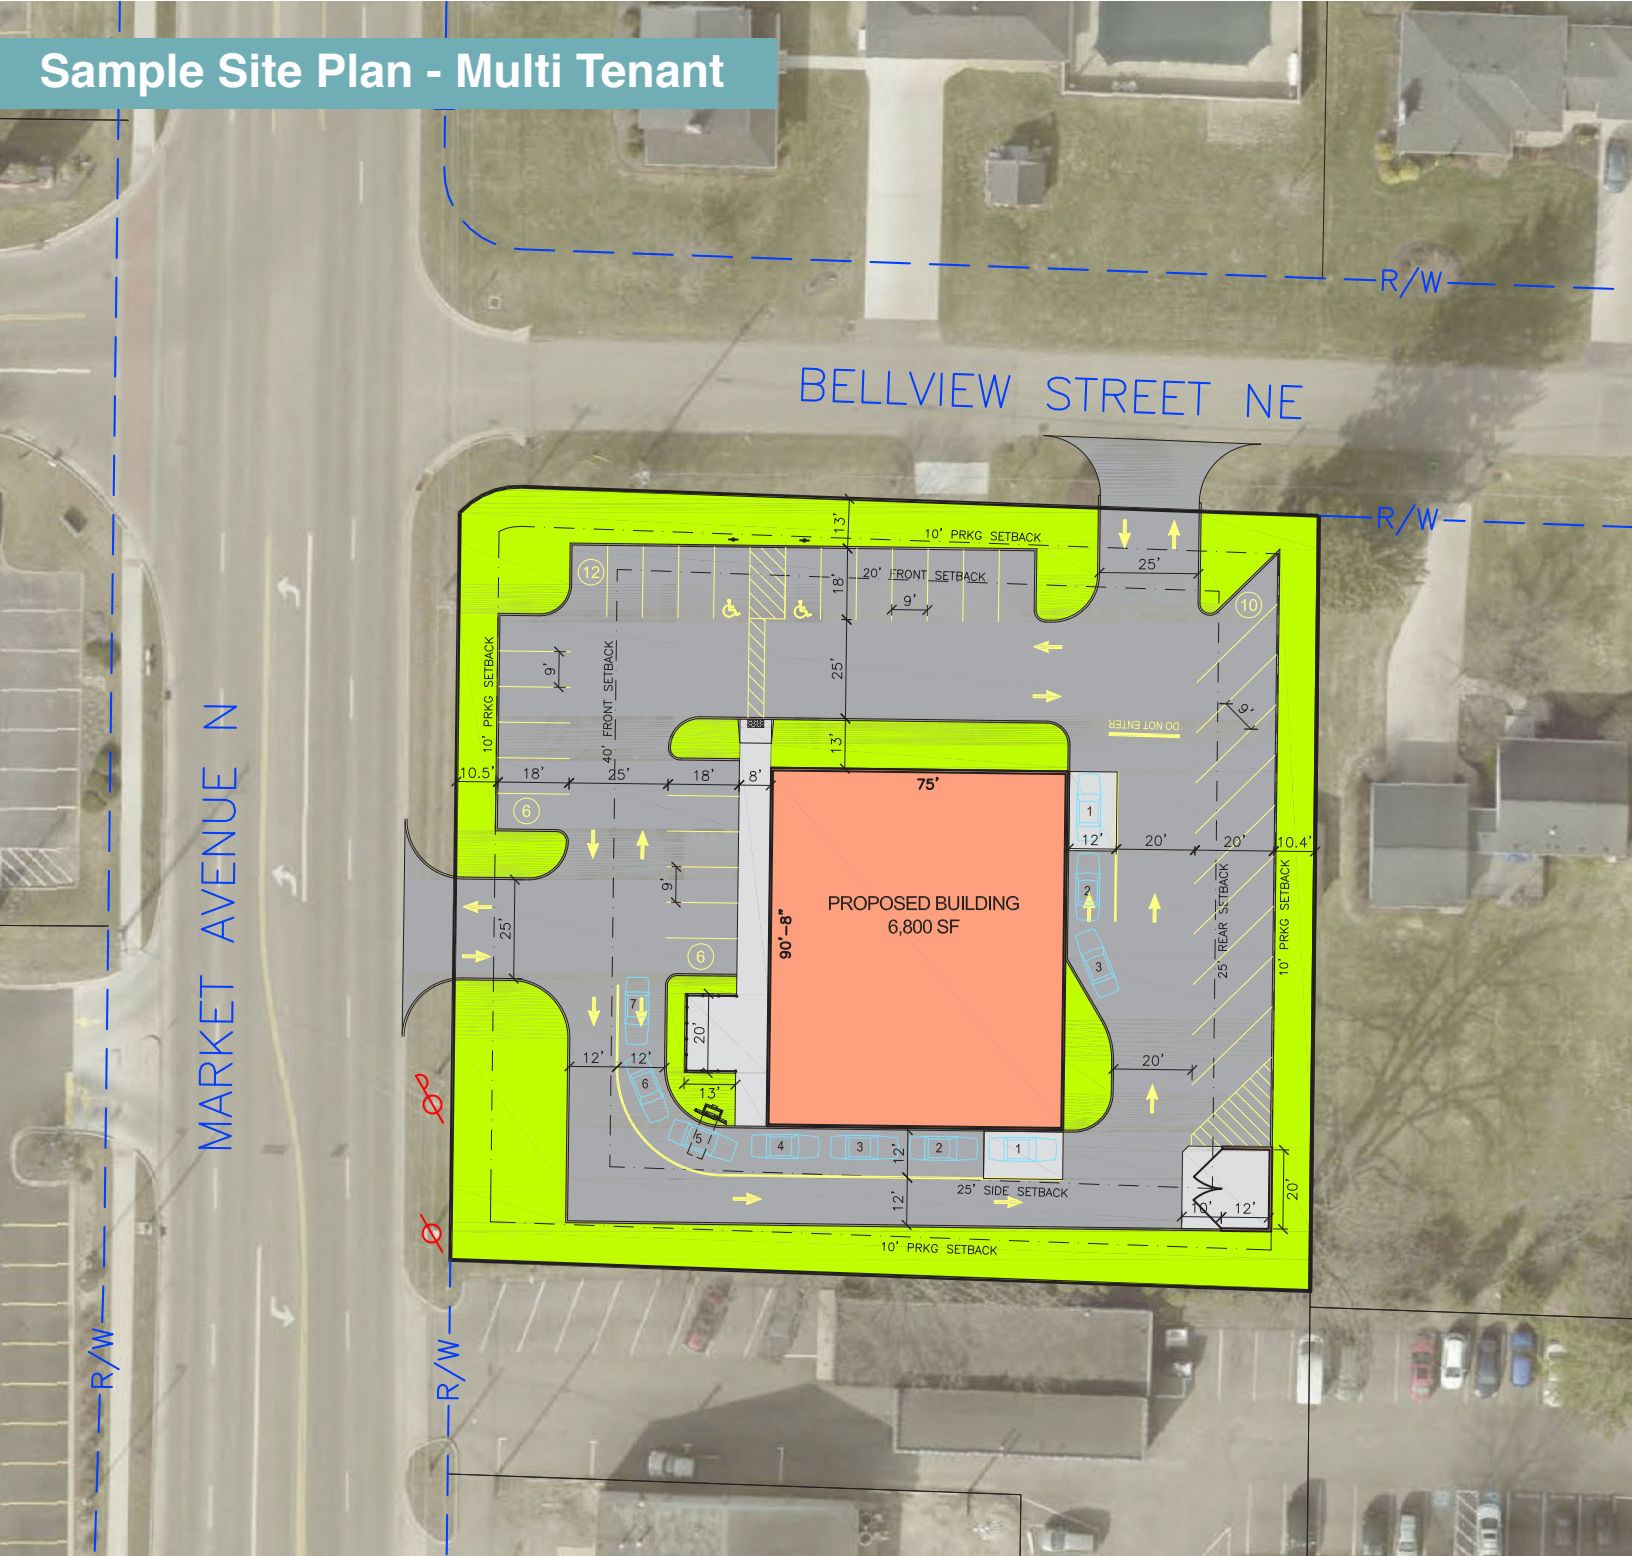 Sample Site Plan - Multi Tenant
R/W
BELLVIEW STREET NE
R/W
13'
10' PRKG SETBACK
25'
12
20' FRONT SETBACK
18'
9'
10
9'
10' PRKG SETBACK
40' FRONT SETBACK
25'
9'
DO NOT ENTER
13'
10.5'
18'
25'
18'
8'
75'
6
1
12'
20'
20'
10.4'
9'
2
PROPOSED BUILDING
6,800 SF
90'-8"
25' REAR SETBACK
10' PRKG SETBACK
MARKET AVENUE N
25'
6
3
7
20'
12'
12'
20'
6
13'
5
4
3
2
1
12'
25' SIDE SETBACK
12'
10'
12'
20'
10' PRKG SETBACK
R/W
R/W